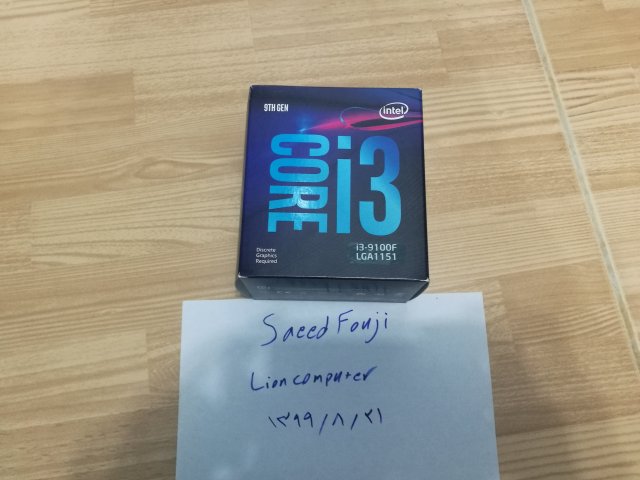 9TH GEN
intel
CORE i3
i3-9100F
LGA1151
Discrete
Graphics
Required
Saeed Fouji
Lioncomputer
۱۳۹۹/۸/۲۱